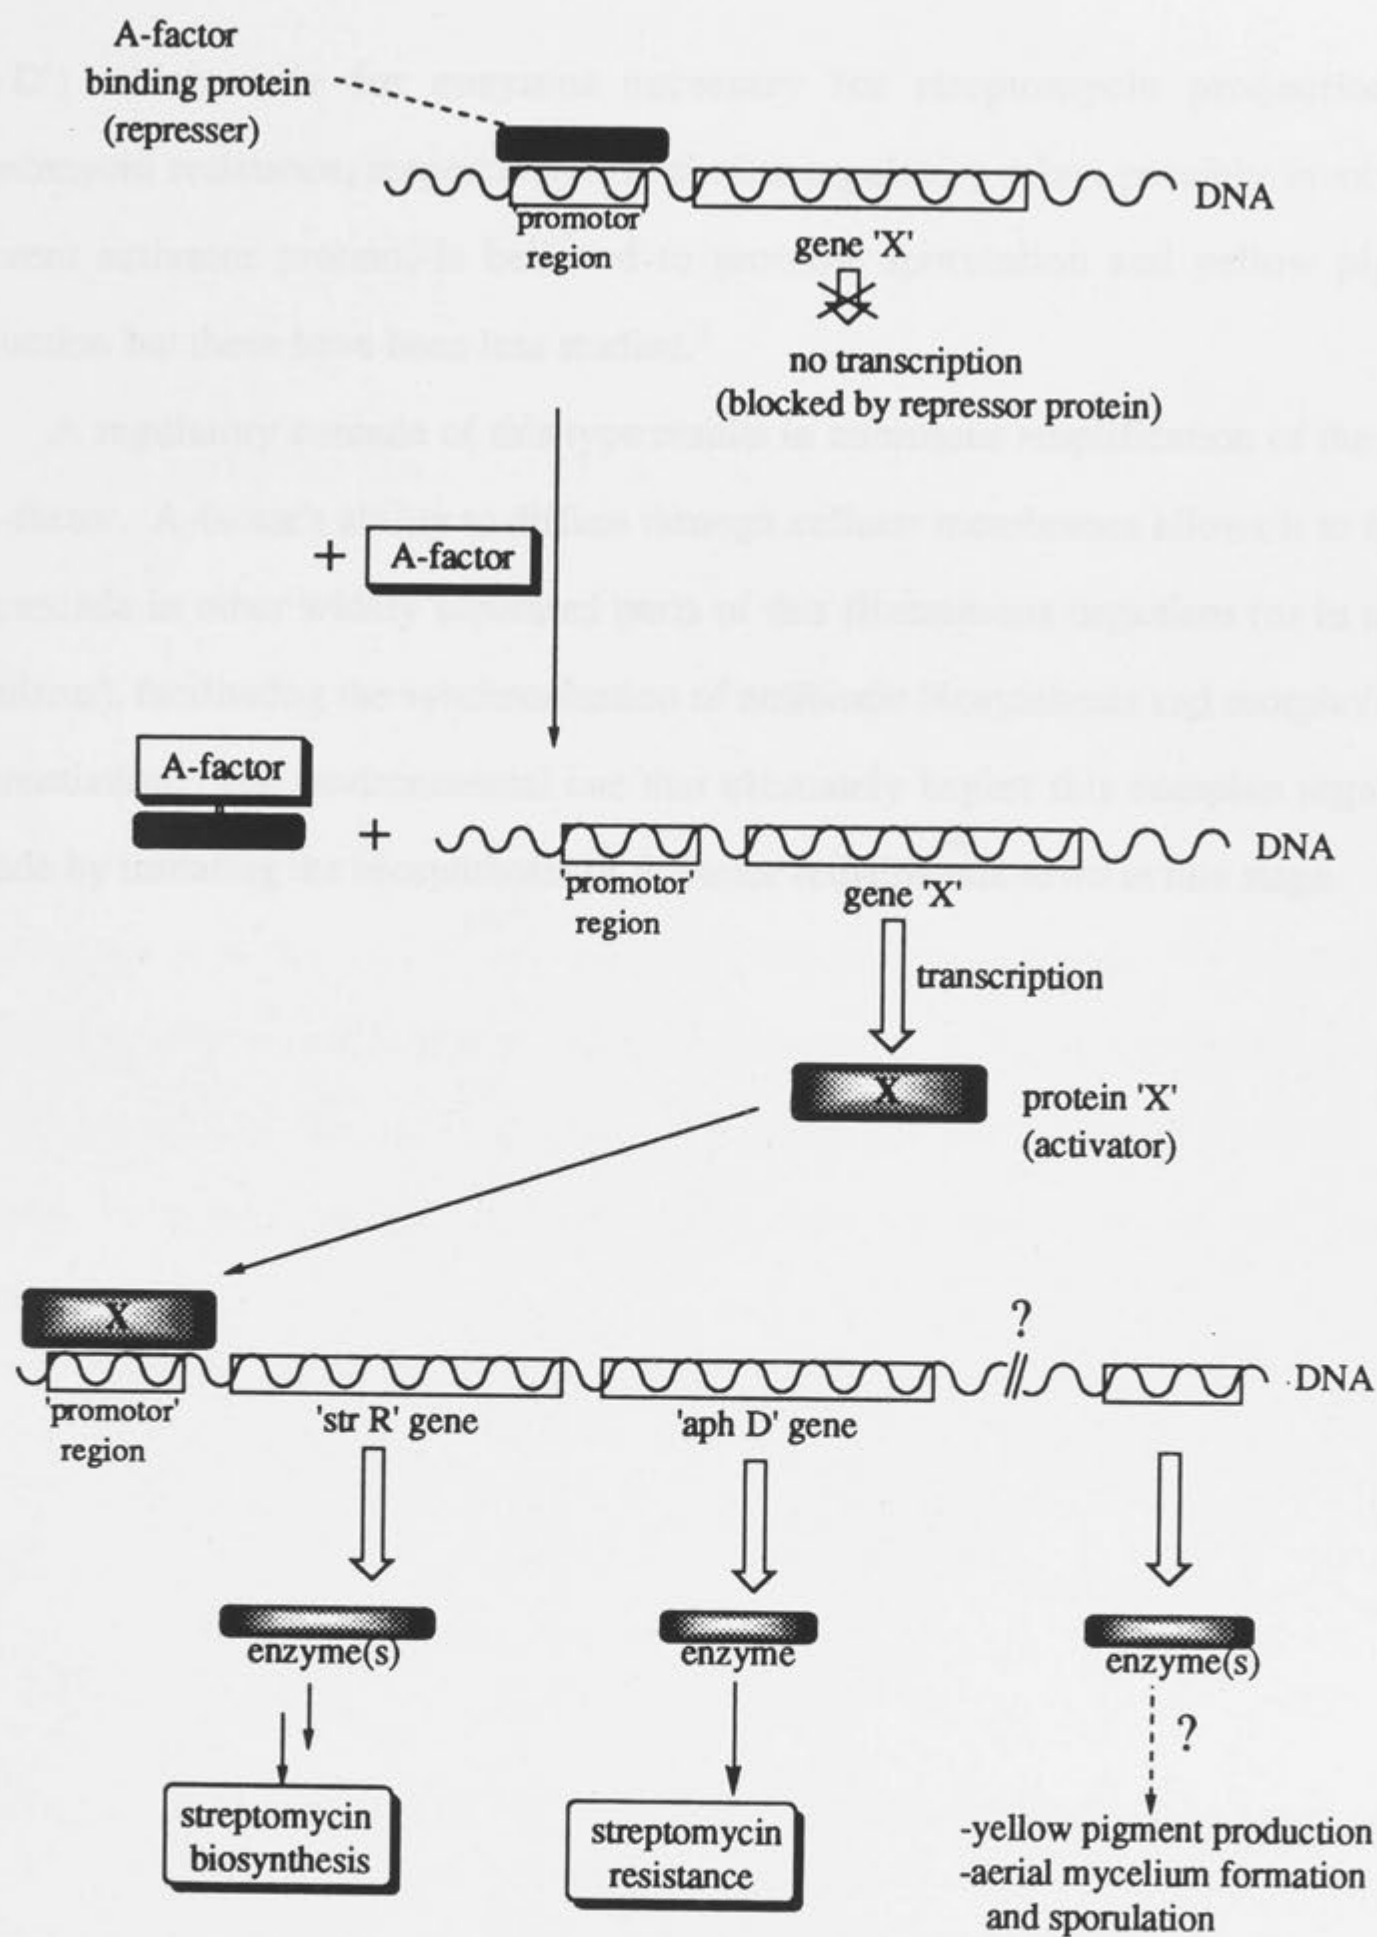 A-factor
binding protein
(represser)
DNA
'promotor'
region
gene 'X'
no transcription
(blocked by repressor protein)
+ A-factor
A-factor
+
DNA
'promotor'
region
gene 'X'
transcription
X
protein 'X'
(activator)
X
?
DNA
'promotor'
region
'str R' gene
'aph D' gene
enzyme(s)
enzyme
enzyme(s)
?
streptomycin
biosynthesis
streptomycin
resistance
-yellow pigment production
-aerial mycelium formation
and sporulation